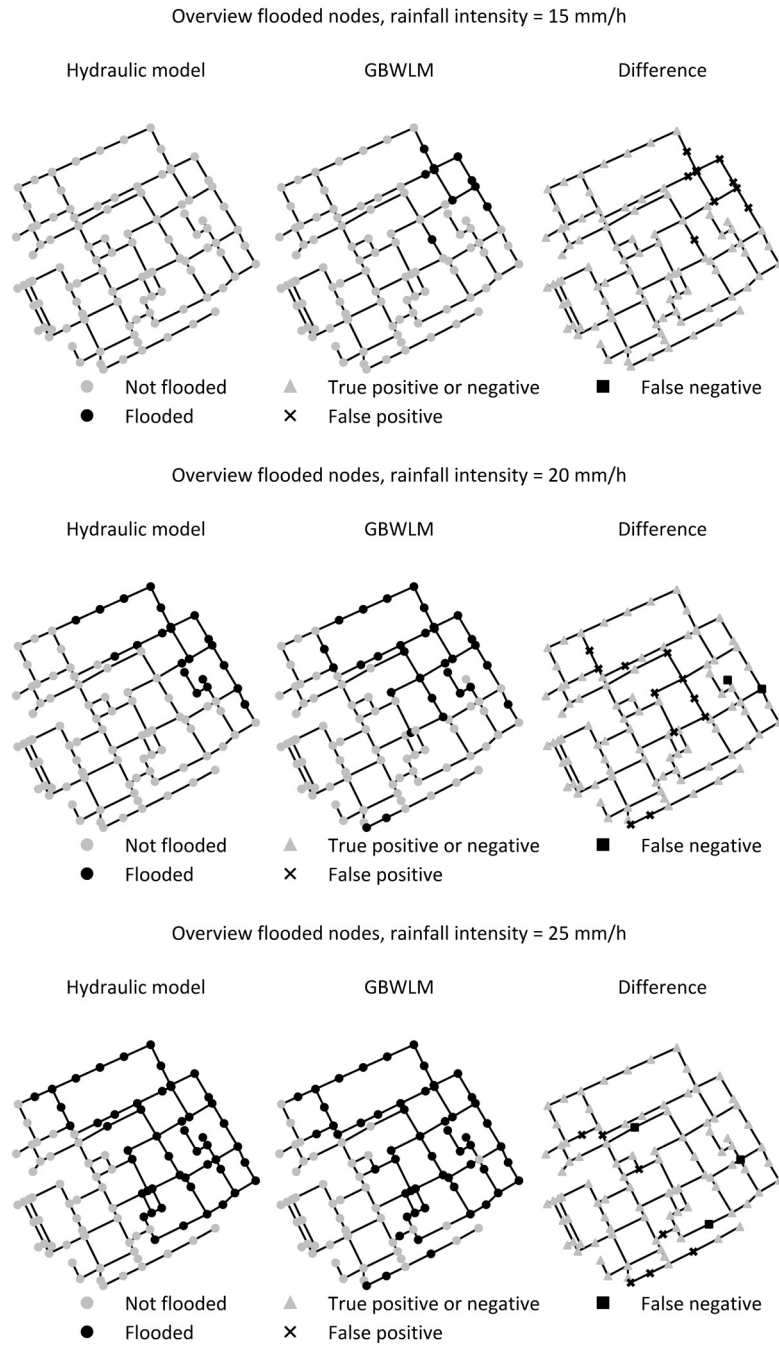 Overview flooded nodes, rainfall intensity = 15 mm/h
Hydraulic model GBWLM Difference
Not flooded True positive or negative False negative
Flooded False positive
Overview flooded nodes, rainfall intensity = 20 mm/h
Hydraulic model GBWLM Difference
Not flooded True positive or negative False negative
Flooded False positive
Overview flooded nodes, rainfall intensity = 25 mm/h
Hydraulic model GBWLM Difference
Not flooded True positive or negative False negative
Flooded False positive